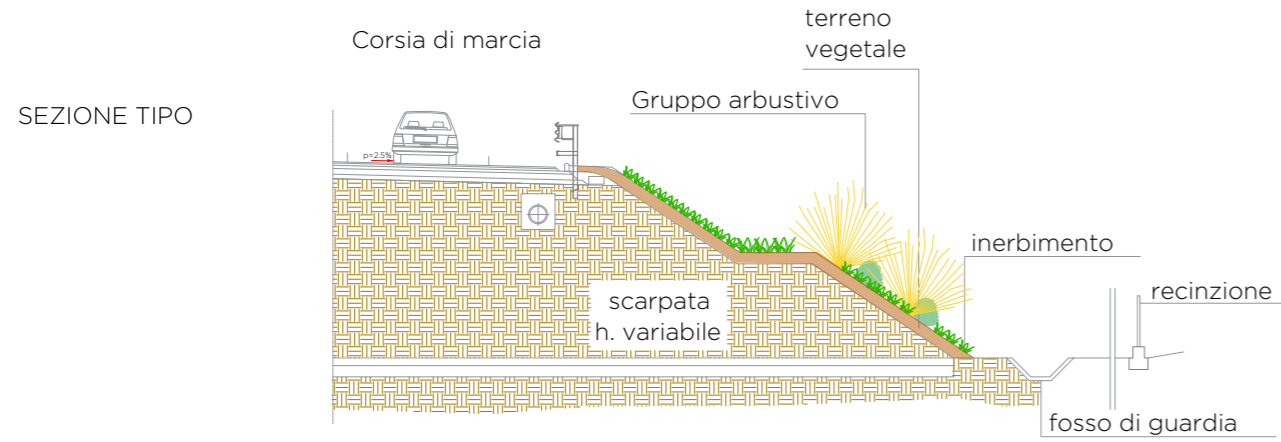 Corsia di marcia
terreno
vegetale
SEZIONE TIPO
Gruppo arbustivo
p=2.5%
inerbimento
recinzione
scarpata
h. variabile
fosso di guardia